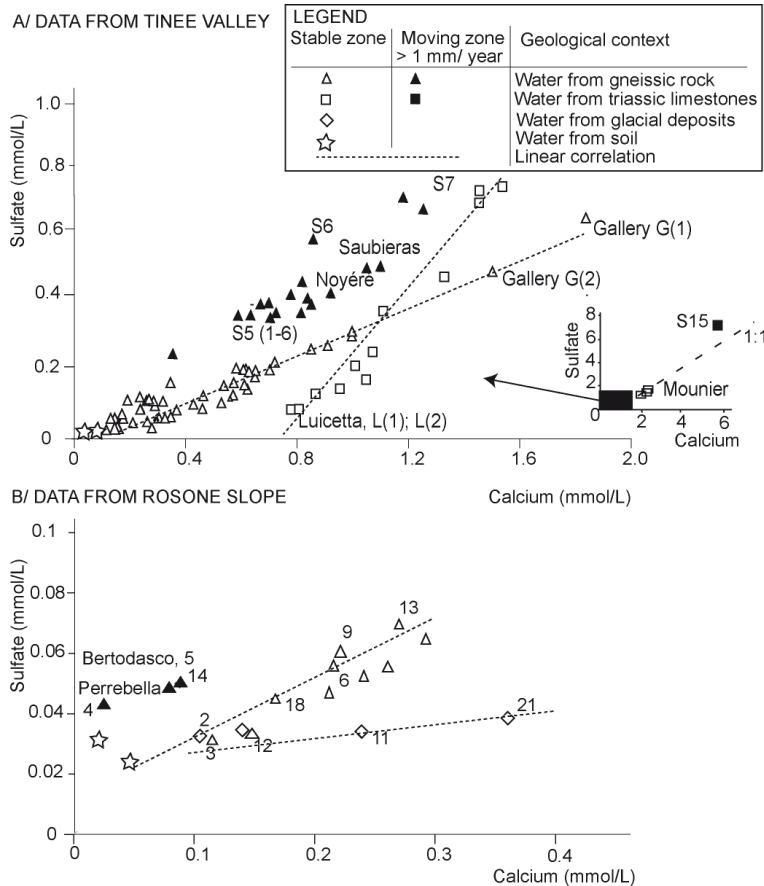 A/ DATA FROM TINEE VALLEY
LEGEND
Stable zone
Moving zone
> 1 mm/ year
Geological context
Water from gneissic rock
Water from triassic limestones
Water from glacial deposits
Water from soil
Linear correlation
Sulfate (mmol/L)
1.0
0.8
0.6
0.4
0.2
0
S7
S6
Saubieras
Noyére
S5 (1-6)
Gallery G(1)
Gallery G(2)
Luicetta, L(1); L(2)
8
6
4
2
0
Sulfate
S15
1:1
Mounier
2
4
6
Calcium
0
0.4
0.8
1.2
1.6
2.0
Calcium (mmol/L)
B/ DATA FROM ROSONE SLOPE
Sulfate (mmol/L)
0.1
0.08
0.06
0.04
0.02
0
Bertodasco, 5
14
Perrebella
4
13
9
6
18
2
3
12
11
21
0
0.1
0.2
0.3
0.4
Calcium (mmol/L)